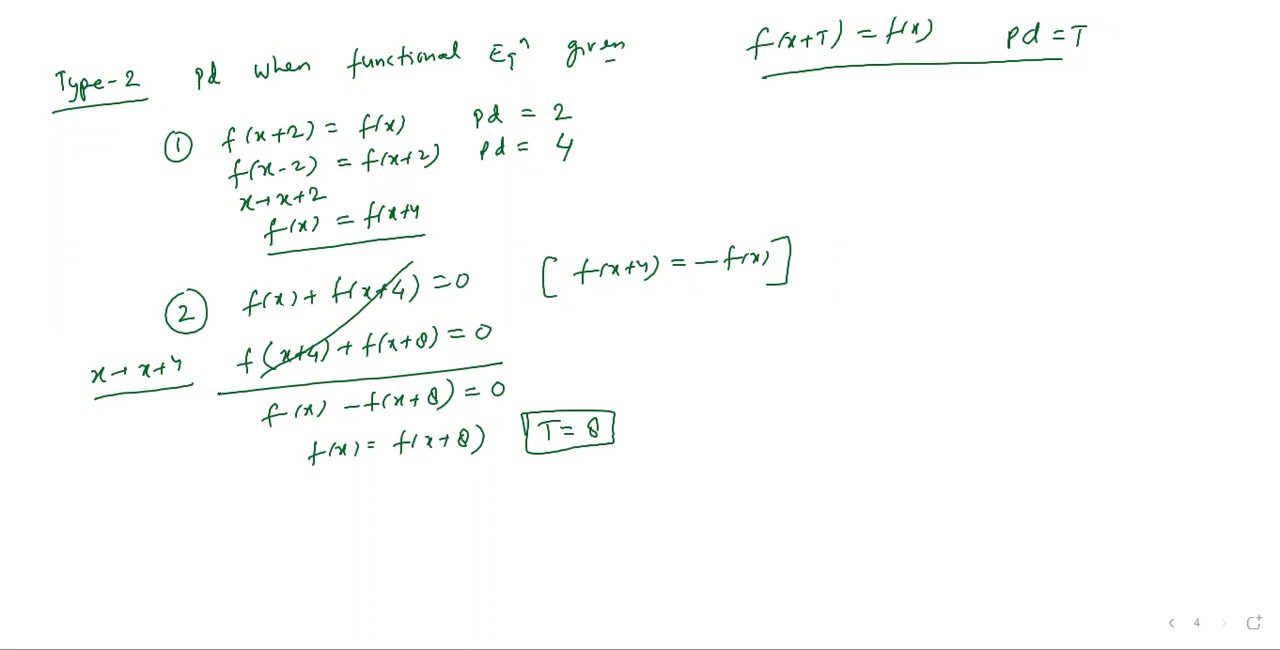 Type-2 pd when functional Eqⁿ given
f(x+T) = f(x) pd = T
① f(x+2) = f(x) pd = 2
f(x-2) = f(x+2) pd = 4
x→x+2
f(x) = f(x+4
② f(x) + f(x+4) = 0 [ f(x+4) = -f(x) ]
x→x+4 f(x+4) + f(x+8) = 0
f(x) - f(x+8) = 0
f(x) = f(x+8) T = 8
4